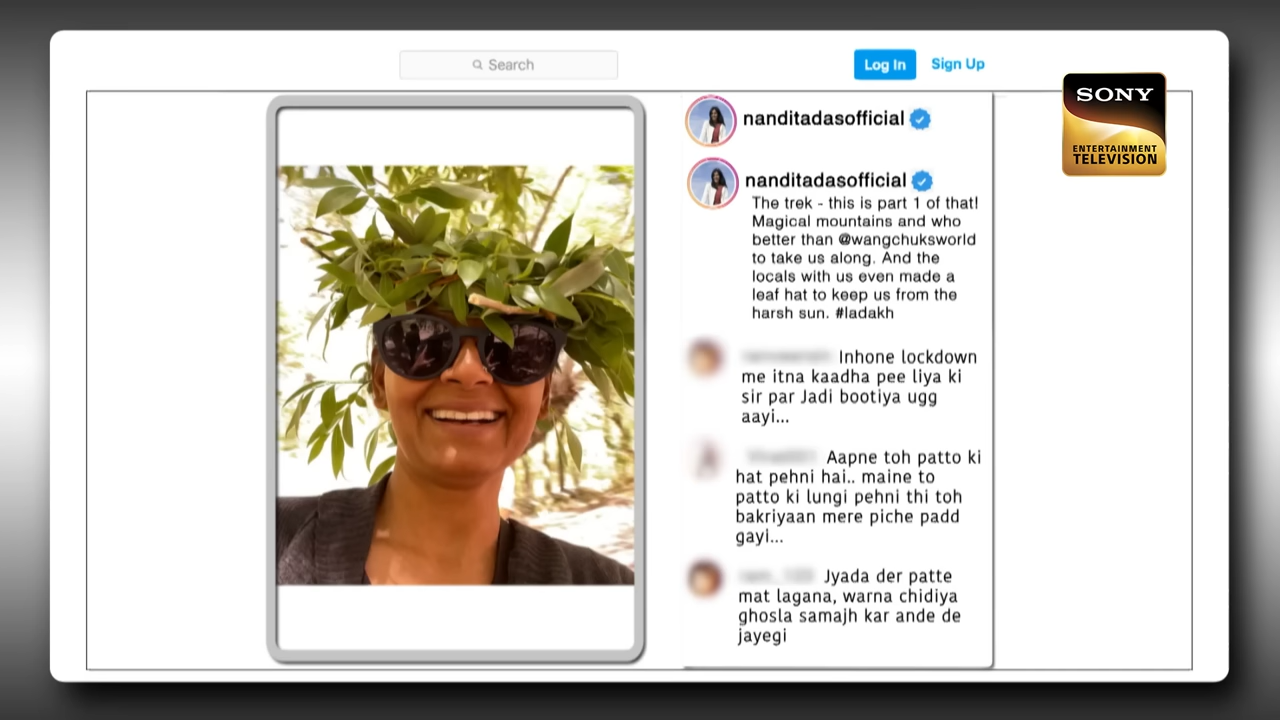 Search
Log In
Sign Up
SONY
ENTERTAINMENT
TELEVISION
nanditadasofficial
nanditadasofficial
The trek - this is part 1 of that!
Magical mountains and who
better than @wangchuksworld
to take us along. And the
locals with us even made a
leaf hat to keep us from the
harsh sun. #ladakh
Inhone lockdown
me itna kaadha pee liya ki
sir par Jadi bootiya ugg
aayi...
Aapne toh patto ki
hat pehni hai.. maine to
patto ki lungi pehni thi toh
bakriyaan mere piche padd
gayi...
Jyada der patte
mat lagana, warna chidiya
ghosla samajh kar ande de
jayegi